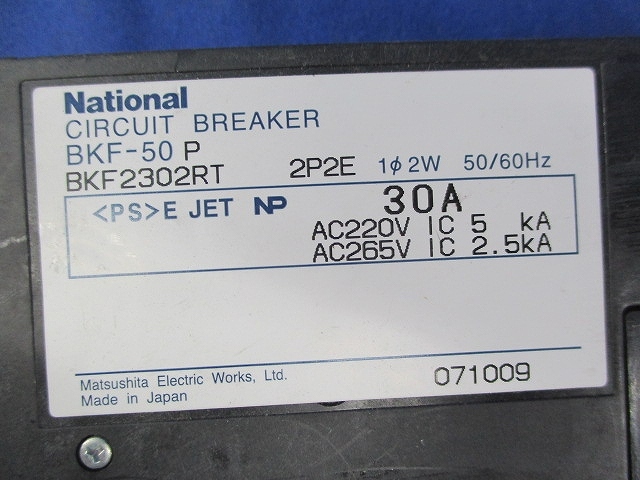 National
CIRCUIT BREAKER
BKF-50 P
BKF2302RT 2P2E 1φ2W 50/60Hz
<PS>E JET NP 30A
AC220V IC 5 kA
AC265V IC 2.5kA
Matsushita Electric Works, Ltd.
Made in Japan
071009